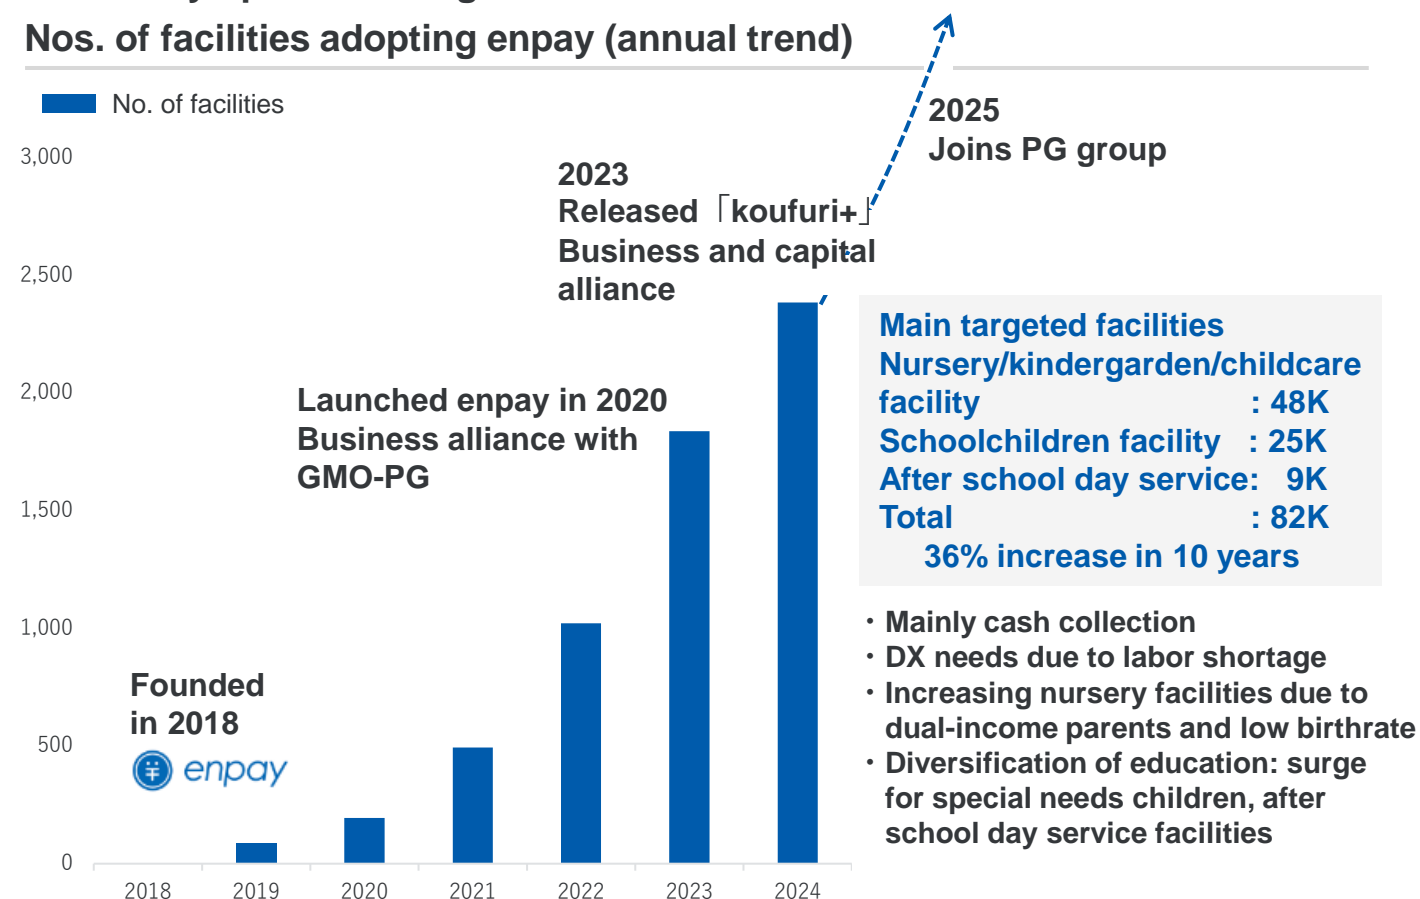 Nos. of facilities adopting enpay (annual trend)
No. of facilities
3,000
2,500
2,000
1,500
1,000
500
0
2018
2019
2020
2021
2022
2023
2024
Founded
in 2018
enpay
Launched enpay in 2020
Business alliance with
GMO-PG
2023
Released「koufuri+」
Business and capital
alliance
2025
Joins PG group
Main targeted facilities
Nursery/kindergarden/childcare
facility : 48K
Schoolchildren facility : 25K
After school day service: 9K
Total : 82K
36% increase in 10 years
・Mainly cash collection
・DX needs due to labor shortage
・Increasing nursery facilities due to
dual-income parents and low birthrate
・Diversification of education: surge
for special needs children, after
school day service facilities